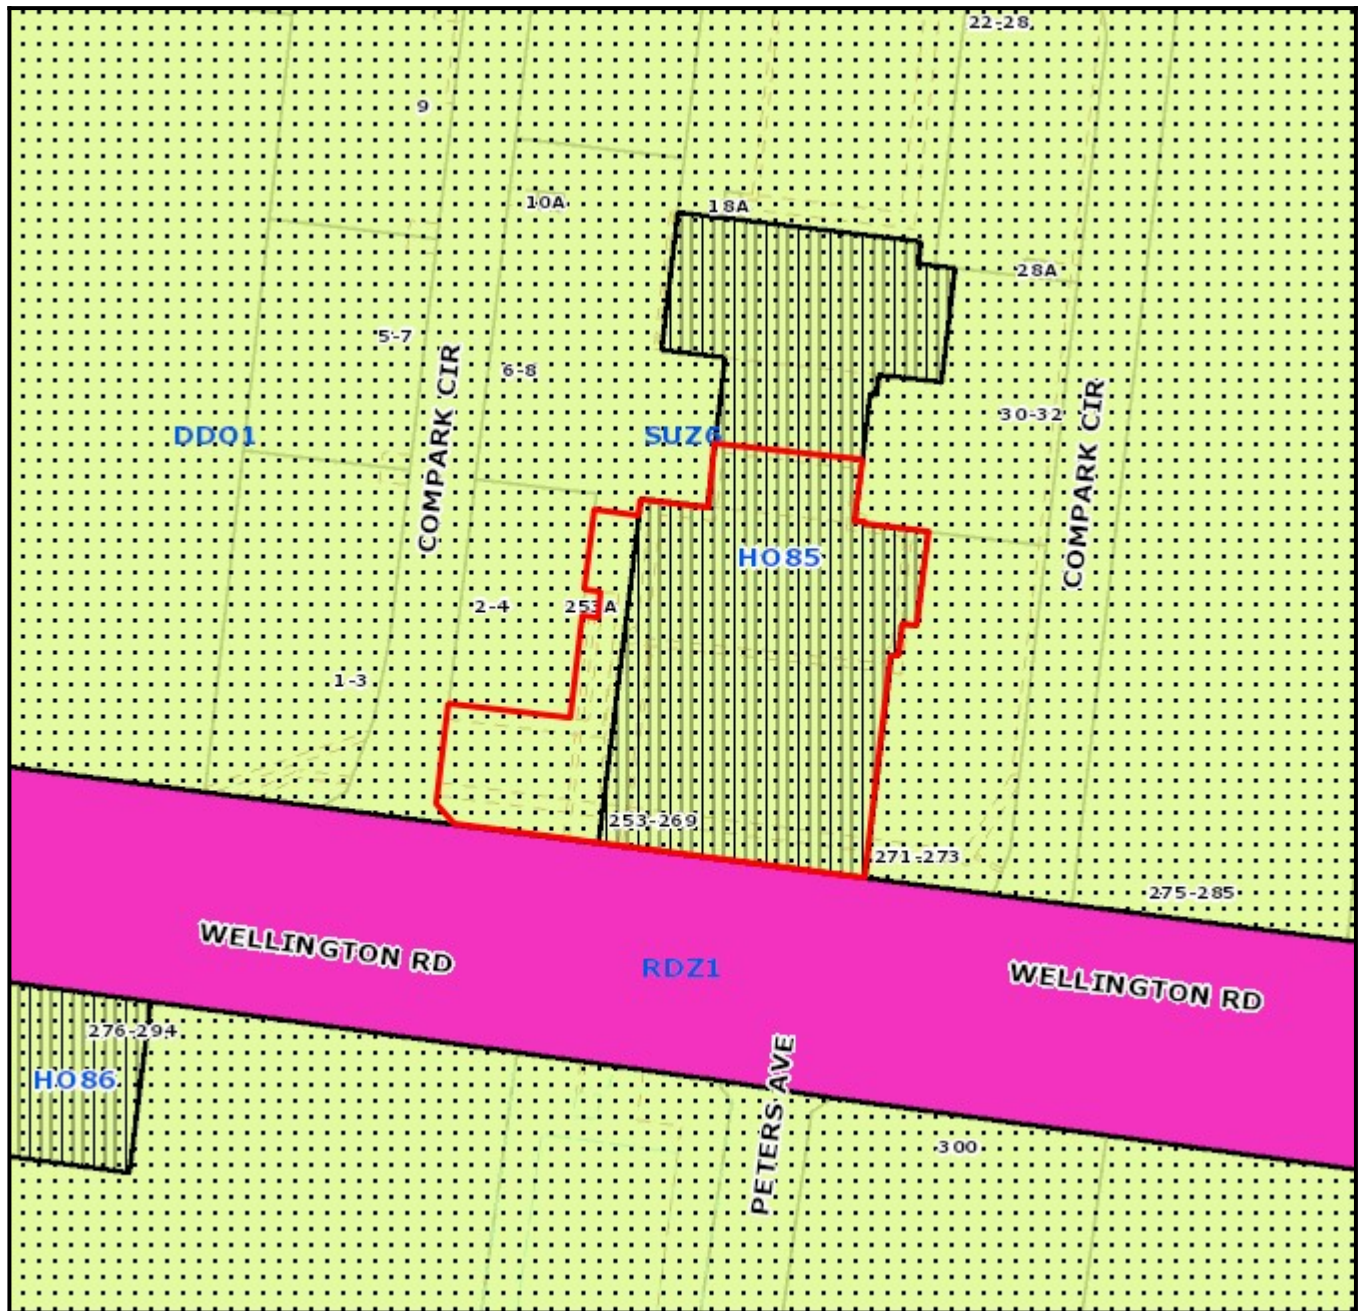 22-28
9
10A
18A
28A
5-7
6-8
COMPARK CIR
30-32
COMPARK CIR
DDO1
SUZ6
HO85
2-4
253A
1-3
253-269
271-273
275-285
WELLINGTON RD
RDZ1
WELLINGTON RD
276-294
HO86
PETERS AVE
300